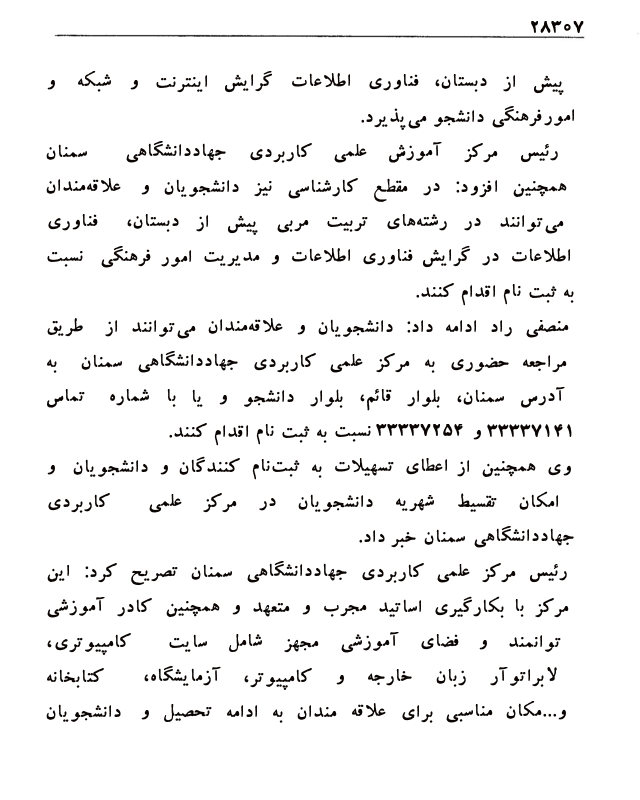 ۲۸۳۰۷
پیش از دبستان، فناوری اطلاعات گرایش اینترنت و شبکه و
امورفرهنگی دانشجو می‌پذیرد.
رئیس مرکز آموزش علمی کاربردی جهاددانشگاهی سمنان
همچنین افزود: در مقطع کارشناسی نیز دانشجویان و علاقه‌مندان
می‌توانند در رشته‌های تربیت مربی پیش از دبستان، فناوری
اطلاعات در گرایش فناوری اطلاعات و مدیریت امور فرهنگی نسبت
به ثبت نام اقدام کنند.
منصفی راد ادامه داد: دانشجویان و علاقه‌مندان می‌توانند از طریق
مراجعه حضوری به مرکز علمی کاربردی جهاددانشگاهی سمنان به
آدرس سمنان، بلوار قائم، بلوار دانشجو و یا با شماره تماس
۳۳۳۳۷۱۴۱ و ۳۳۳۳۷۲۵۴ نسبت به ثبت نام اقدام کنند.
وی همچنین از اعطای تسهیلات به ثبت‌نام کنندگان و دانشجویان و
امکان تقسیط شهریه دانشجویان در مرکز علمی کاربردی
جهاددانشگاهی سمنان خبر داد.
رئیس مرکز علمی کاربردی جهاددانشگاهی سمنان تصریح کرد: این
مرکز با بکارگیری اساتید مجرب و متعهد و همچنین کادر آموزشی
توانمند و فضای آموزشی مجهز شامل سایت کامپیوتری،
لابراتوآر زبان خارجه و کامپیوتر، آزمایشگاه، کتابخانه
و...مکان مناسبی برای علاقه مندان به ادامه تحصیل و دانشجویان